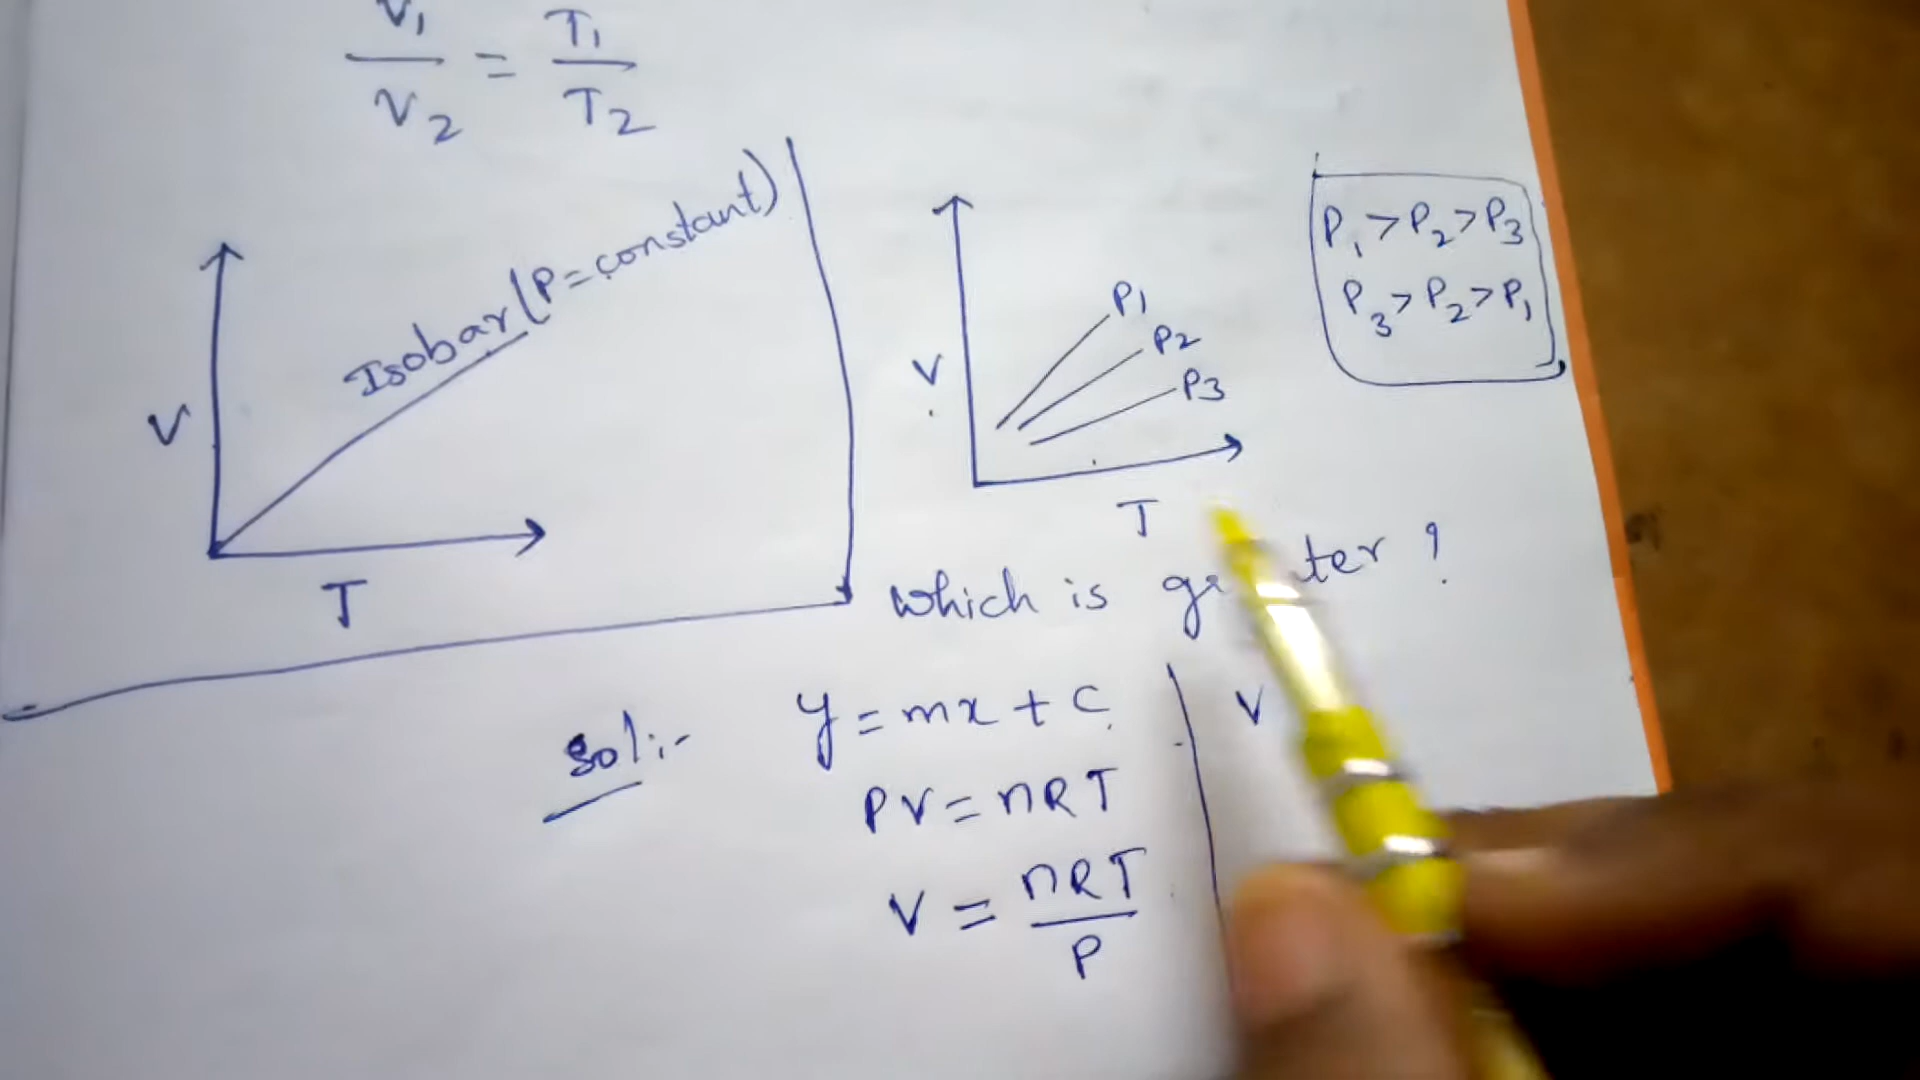 V₁/V₂ = T₁/T₂
Isobar (P=constant)
V
T
P1
P2
P3
V
T
P₁>P₂>P₃
P₃>P₂>P₁
which is ?
Sol:-
y = mx + c
PV = nRT
V = nRT/P
V